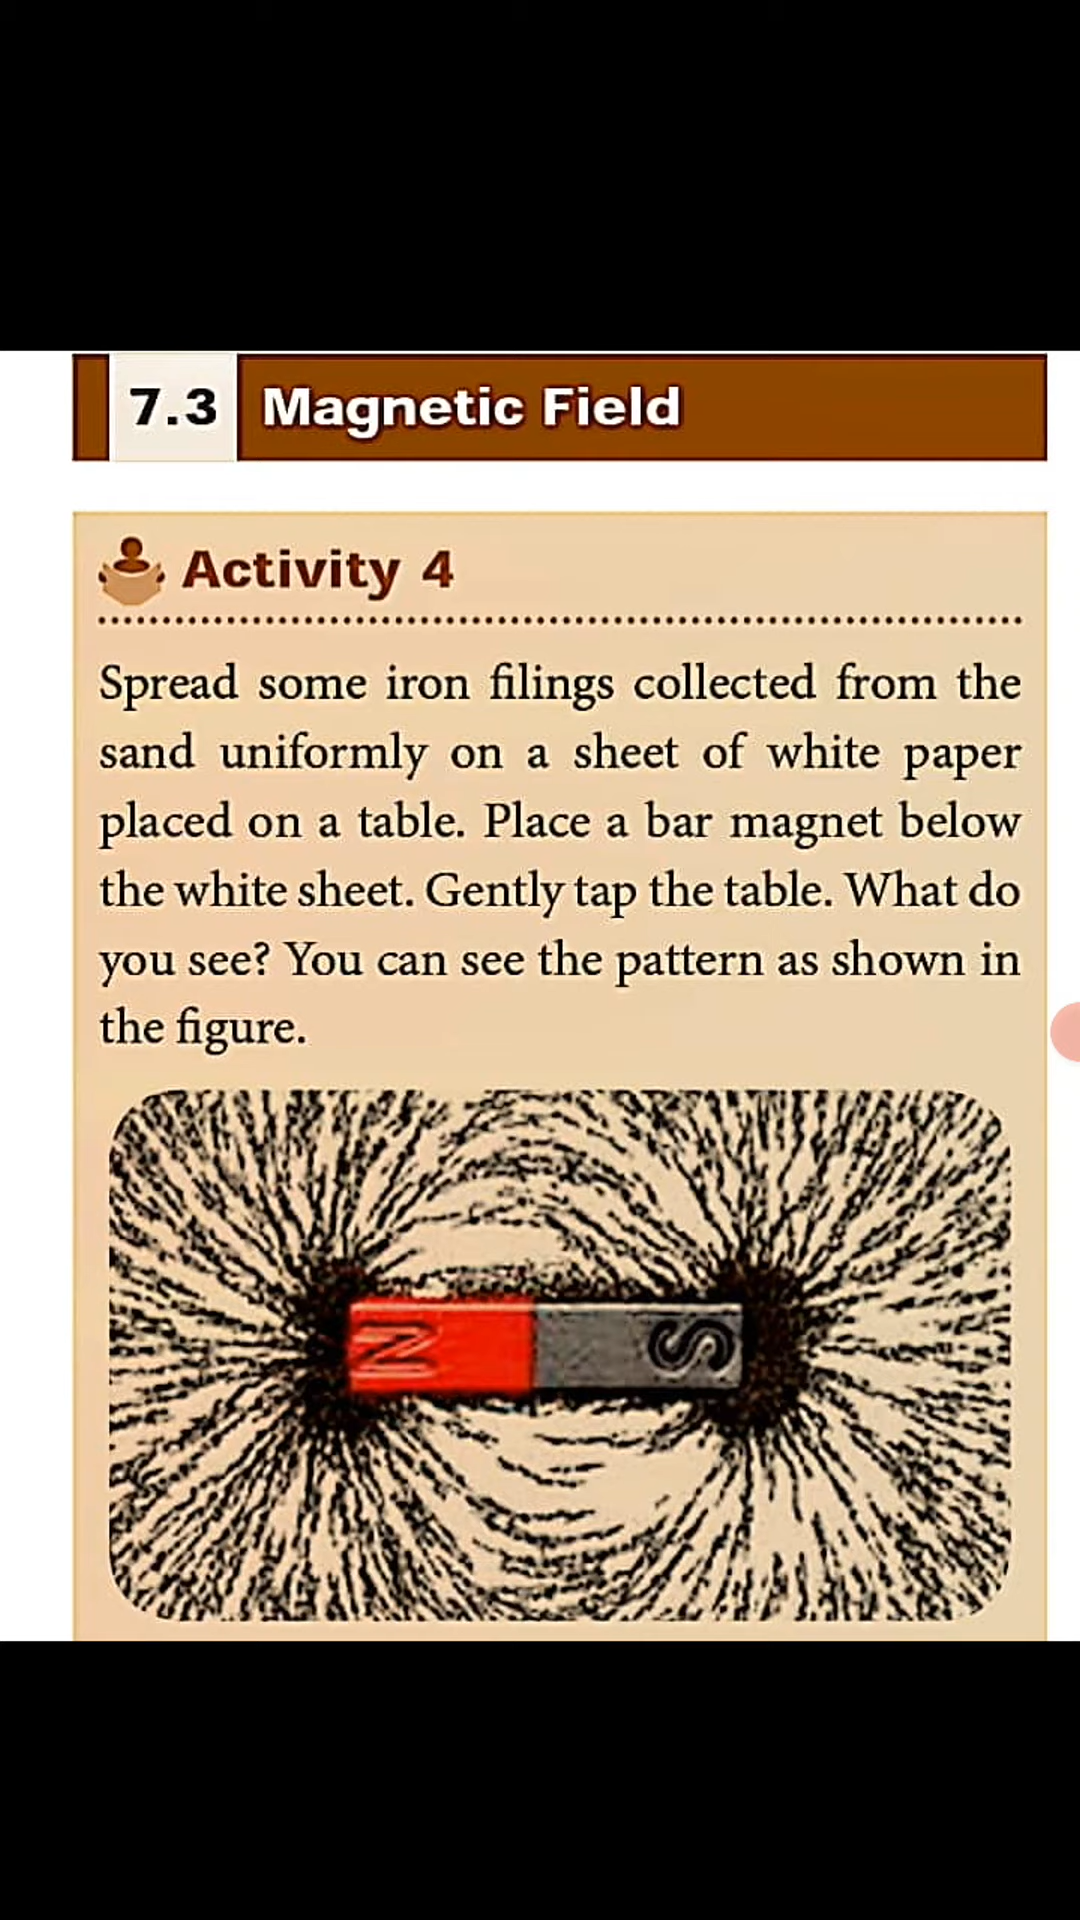 7.3 Magnetic Field
Activity 4
Spread some iron filings collected from the
sand uniformly on a sheet of white paper
placed on a table. Place a bar magnet below
the white sheet. Gently tap the table. What do
you see? You can see the pattern as shown in
the figure.
N S